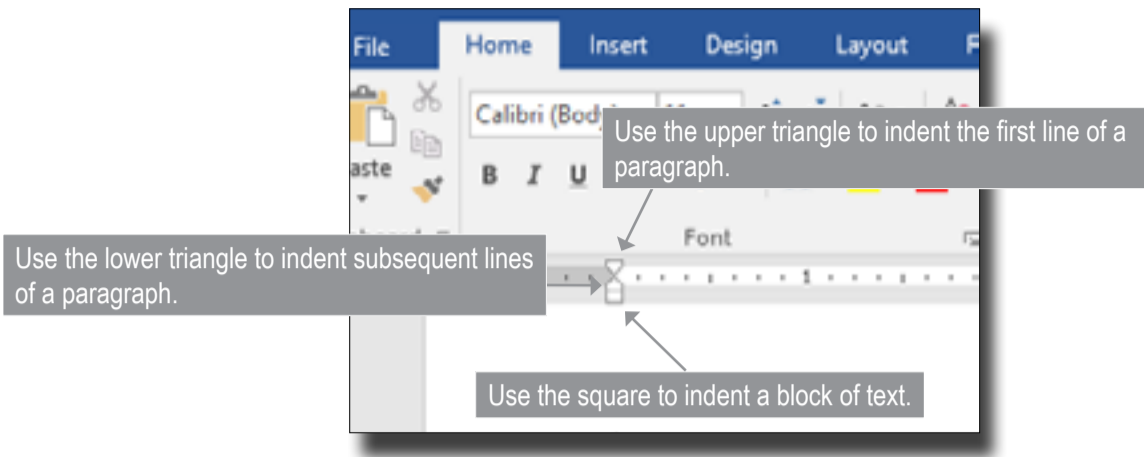 File Home Insert Design Layout
Calibri (Body)
Use the upper triangle to indent the first line of a
paragraph.
aste
B I U
Font
Use the lower triangle to indent subsequent lines
of a paragraph.
1
Use the square to indent a block of text.